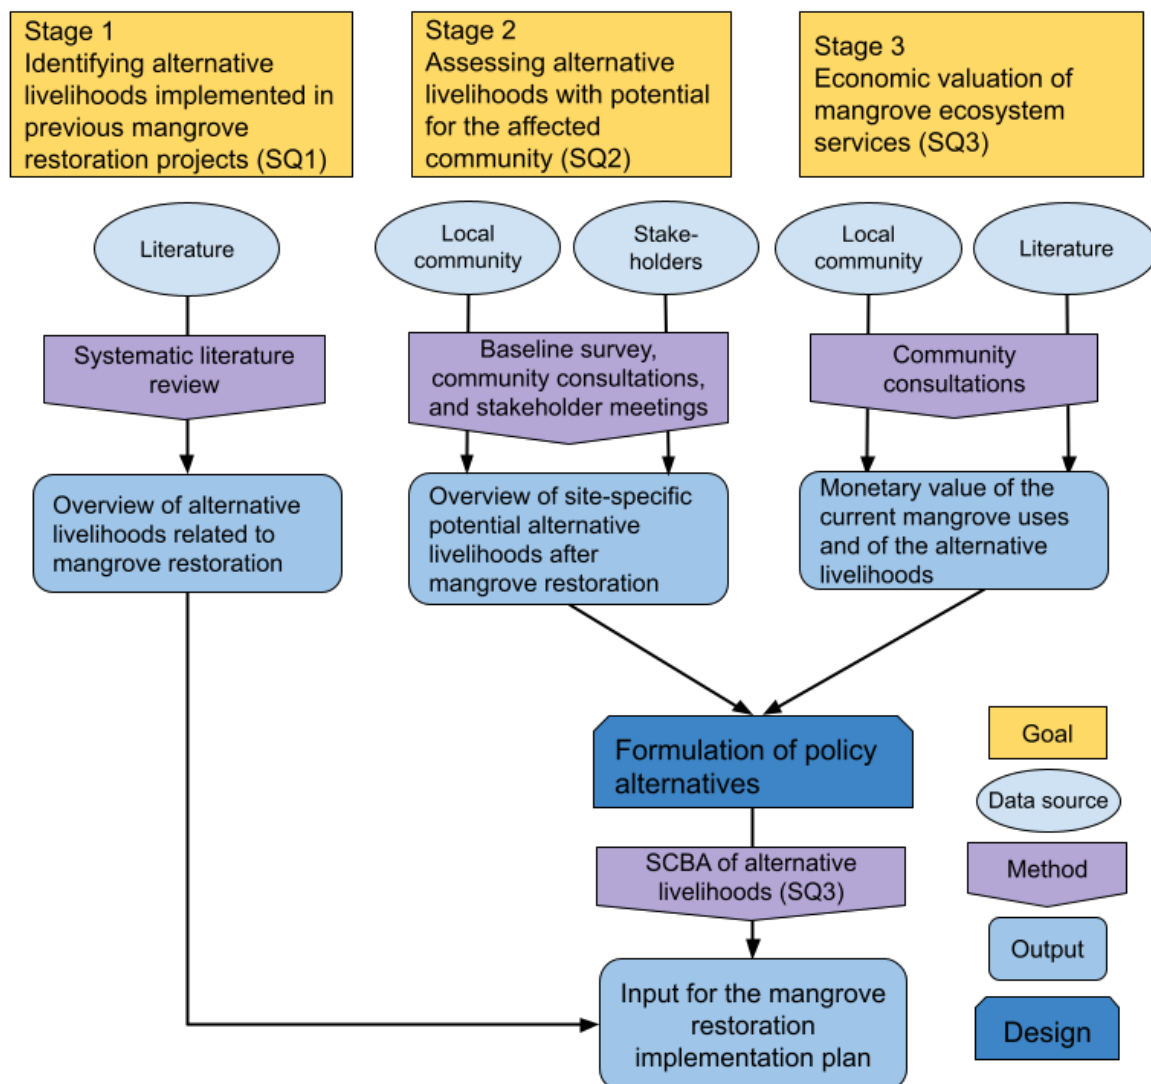 Stage 1
Identifying alternative
livelihoods implemented in
previous mangrove
restoration projects (SQ1)
Stage 2
Assessing alternative
livelihoods with potential
for the affected
community (SQ2)
Stage 3
Economic valuation of
mangrove ecosystem
services (SQ3)
Literature
Local
community
Stake-
holders
Local
community
Literature
Systematic literature
review
Baseline survey,
community consultations,
and stakeholder meetings
Community
consultations
Overview of alternative
livelihoods related to
mangrove restoration
Overview of site-specific
potential alternative
livelihoods after
mangrove restoration
Monetary value of the
current mangrove uses
and of the alternative
livelihoods
Formulation of policy
alternatives
SCBA of alternative
livelihoods (SQ3)
Input for the mangrove
restoration
implementation plan
Goal
Data source
Method
Output
Design